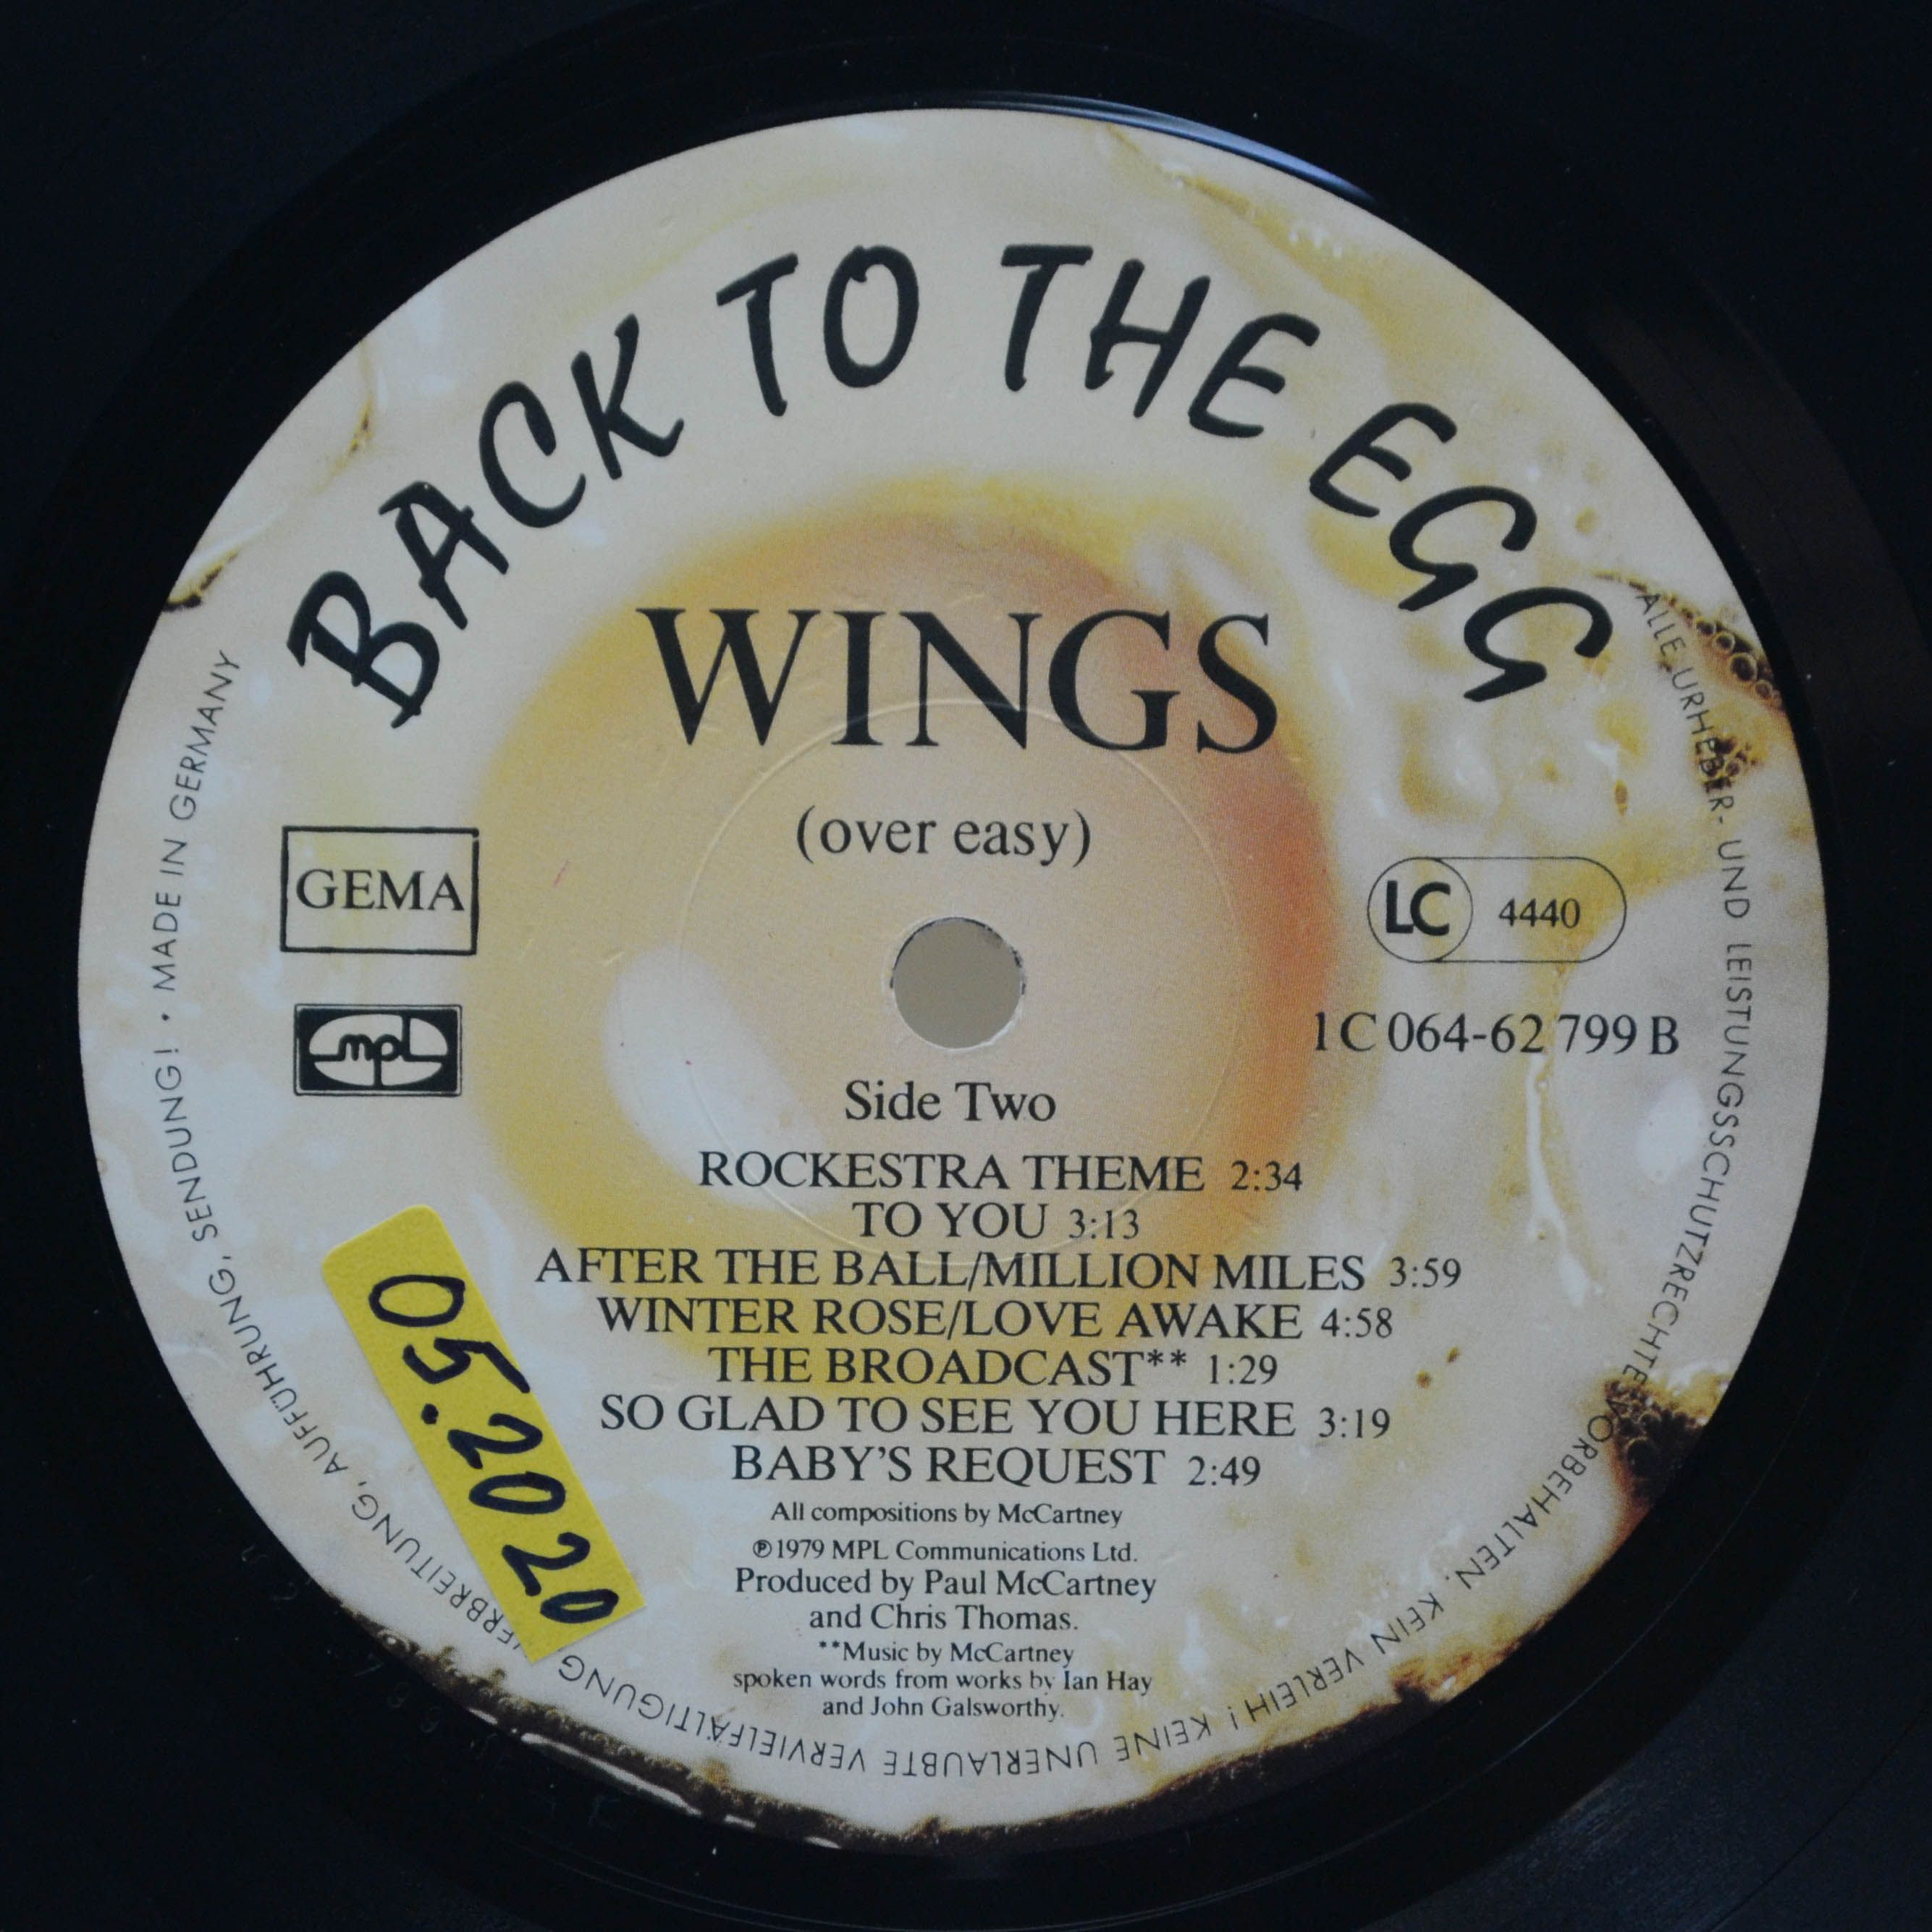 BACK TO THE EGG
WINGS
(over easy)
GEMA
LC 4440
mpl
1C 064-62 799 B
Side Two
ROCKESTRA THEME 2:34
TO YOU 3:13
AFTER THE BALL/MILLION MILES 3:59
WINTER ROSE/LOVE AWAKE 4:58
THE BROADCAST** 1:29
SO GLAD TO SEE YOU HERE 3:19
BABY'S REQUEST 2:49
All compositions by McCartney
℗1979 MPL Communications Ltd.
Produced by Paul McCartney
and Chris Thomas.
**Music by McCartney
spoken words from works by Ian Hay
and John Galsworthy.
05.2020
ALLE URHEBER- UND LEISTUNGSSCHUTZRECHTE VORBEHALTEN. KEIN VERLEIH! KEINE UNERLAUBTE VERVIELFÄLTIGUNG, AUFFÜHRUNG, SENDUNG! • MADE IN GERMANY